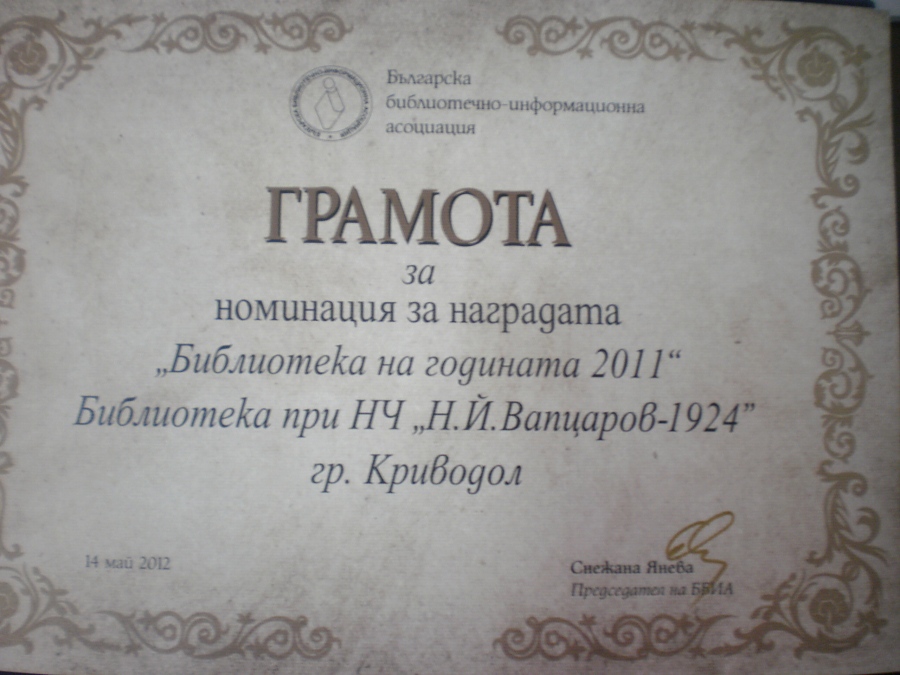 Българска
библиотечно-информационна
асоциация
ГРАМОТА
за
номинация за наградата
„Библиотека на годината 2011“
Библиотека при НЧ „Н.Й.Вапцаров-1924”
гр. Криводол
14 май 2012
Снежана Янева
Председател на ББИА